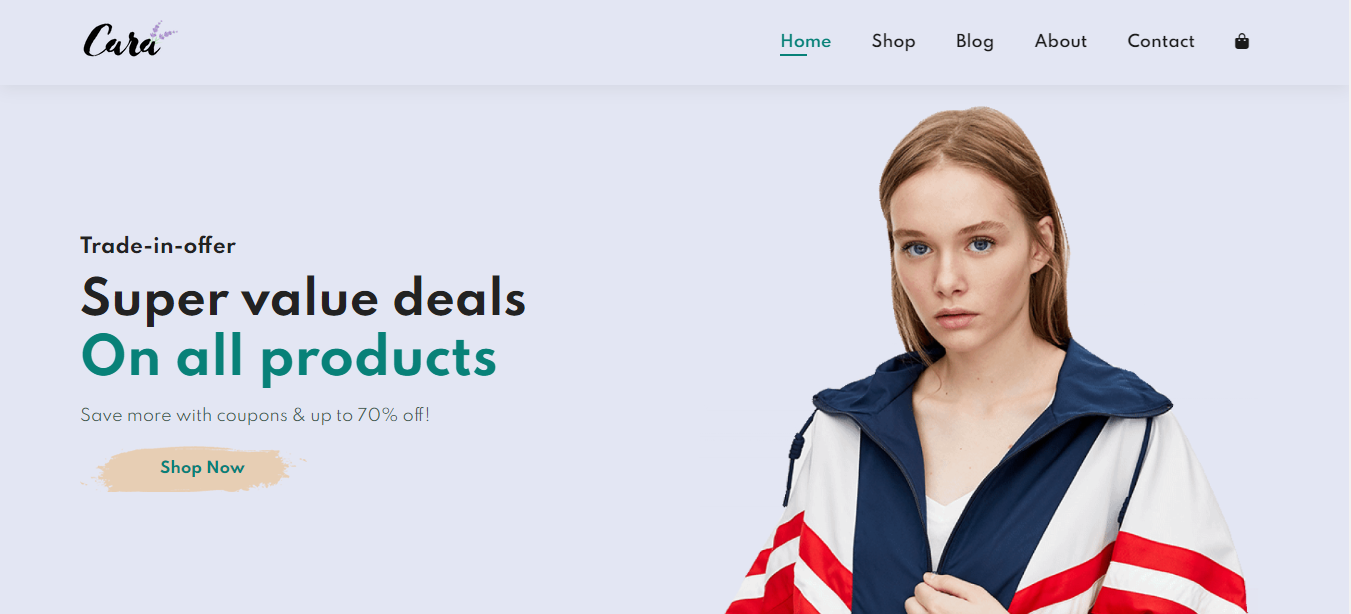 Cara
Home Shop Blog About Contact
Trade-in-offer
Super value deals
On all products
Save more with coupons & up to 70% off!
Shop Now